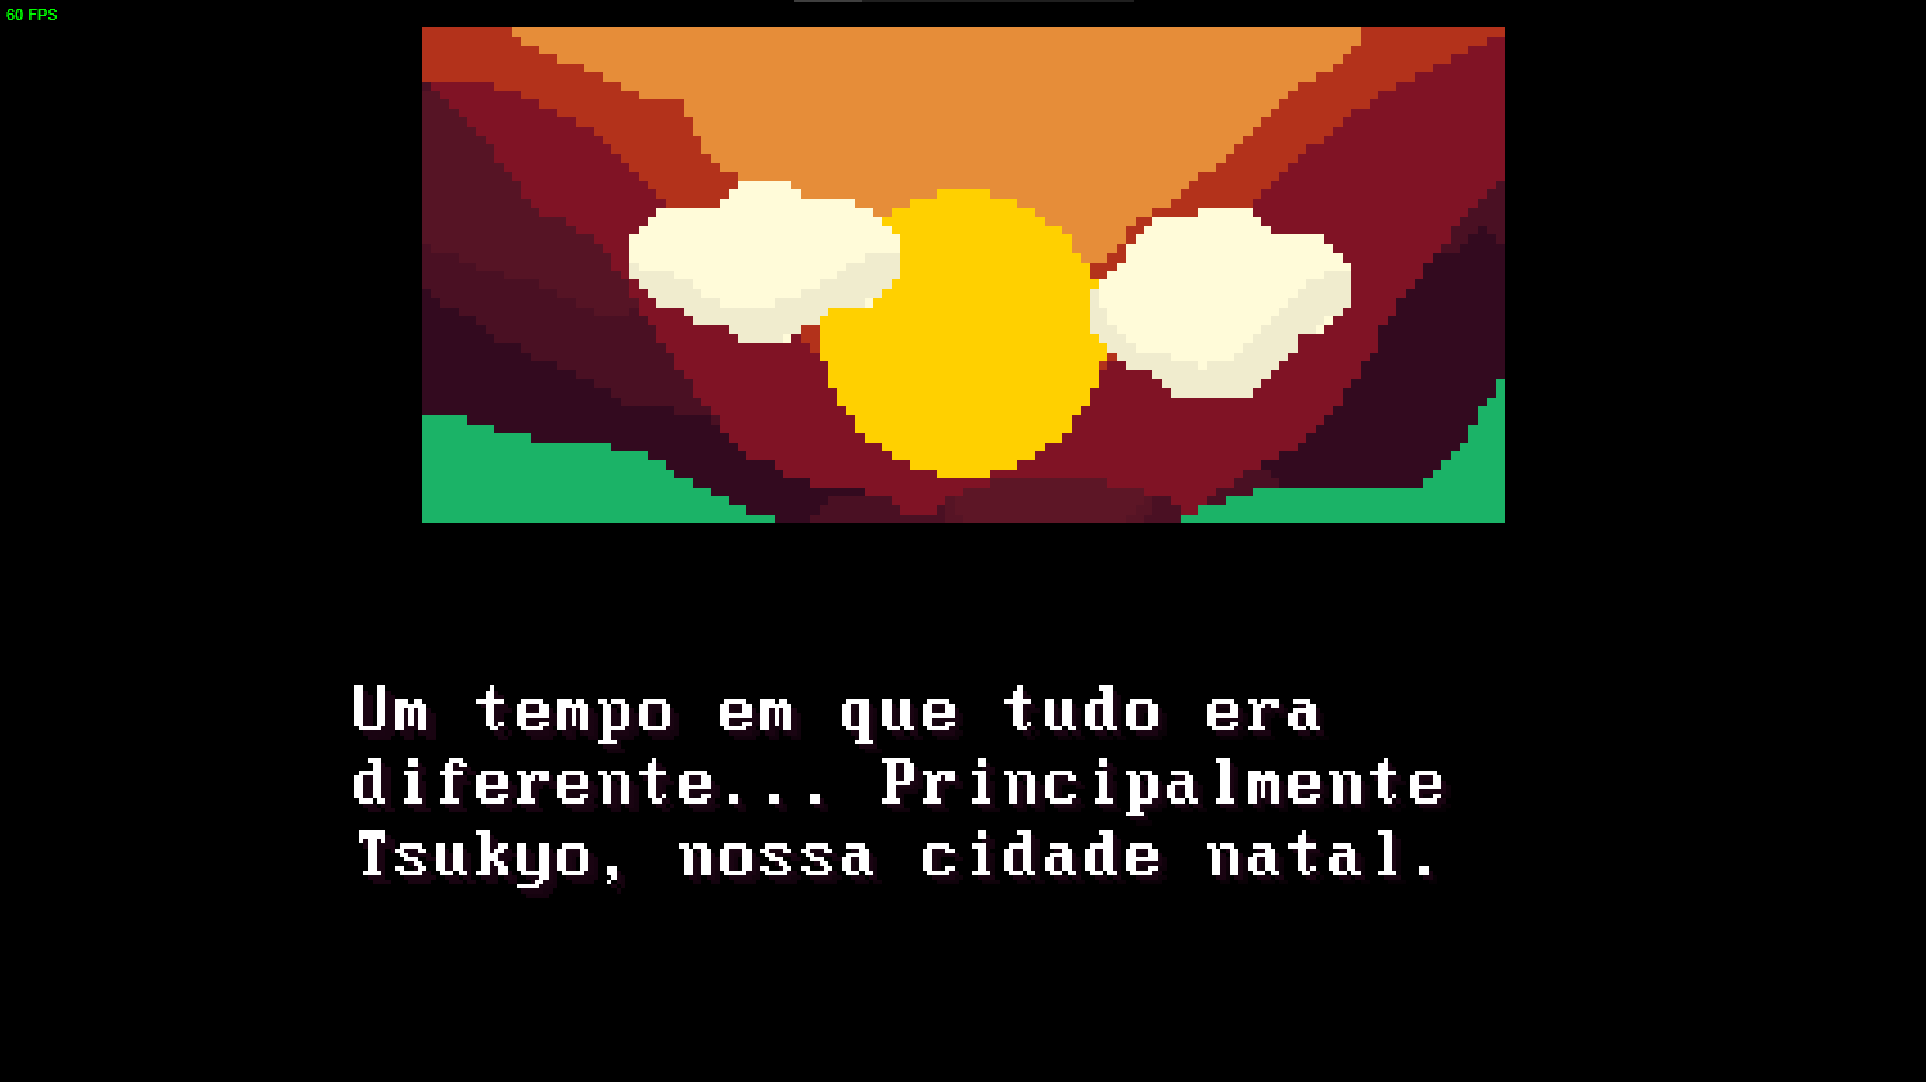 60 FPS
Um tempo em que tudo era
diferente... Principalmente
Tsukyo, nossa cidade natal.